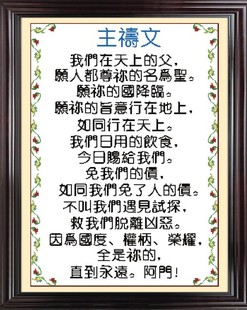 主禱文
我們在天上的父，
願人都尊祢的名爲聖。
願祢的國降臨。
願祢的旨意行在地上，
如同行在天上。
我們日用的飲食，
今日賜給我們。
免我們的債，
如同我們免了人的債。
不叫我們遇見試探，
救我們脫離凶惡。
因爲國度、權柄、榮耀，
全是祢的，
直到永遠。阿門！